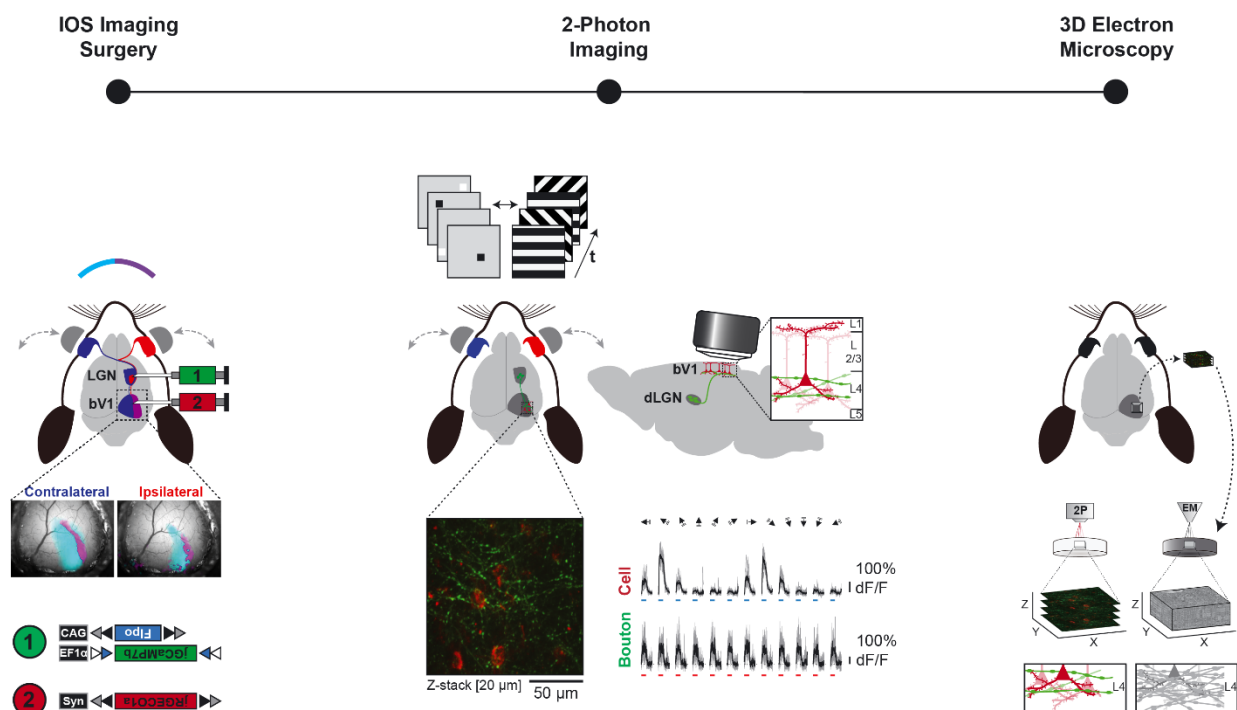 IOS Imaging
Surgery
2-Photon
Imaging
3D Electron
Microscopy
t
LGN
1
bV1
2
bV1
dLGN
L1
L
2/3
L4
L5
Contralateral
Ipsilateral
1
CAG
Flpo
EF1α
jGCaMP7b
2
Syn
jRGECO1a
Z-stack [20 µm]
50 µm
Cell
100%
dF/F
Bouton
100%
dF/F
2P
EM
Z
Y
X
Z
Y
X
L4
L4